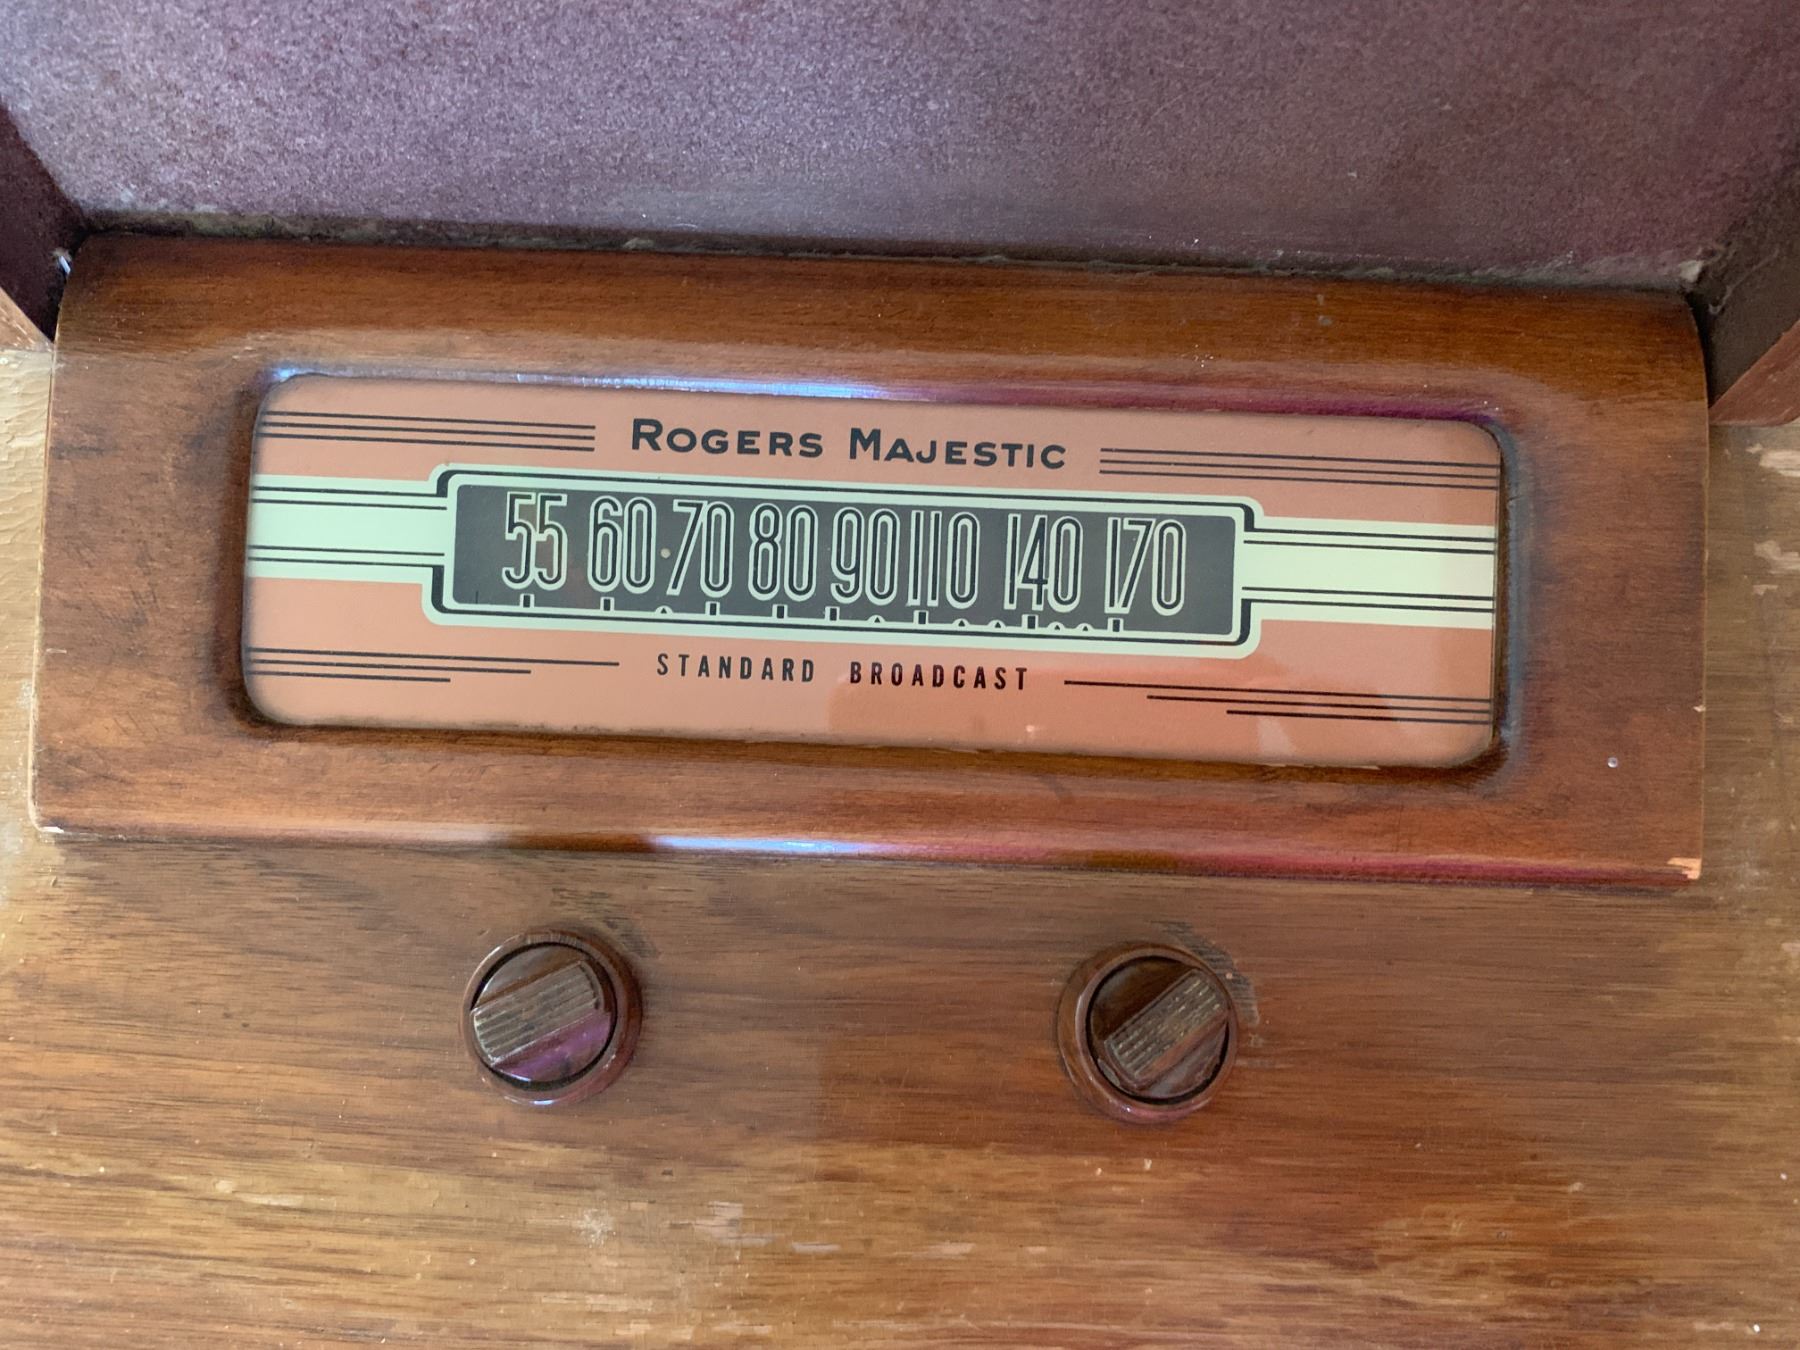 ROGERS MAJESTIC
55 60 70 80 90 110 140 170
STANDARD BROADCAST